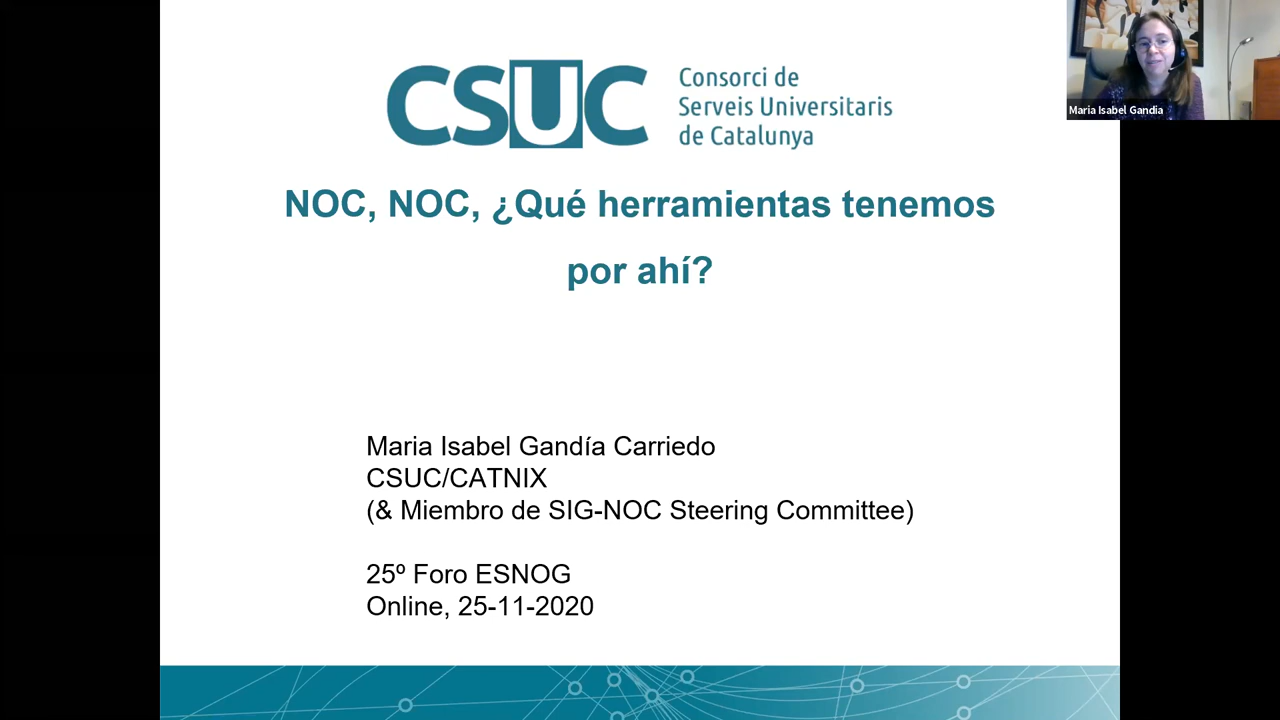 CSUC
Consorci de
Serveis Universitaris
de Catalunya
Maria Isabel Gandia
NOC, NOC, ¿Qué herramientas tenemos
por ahí?
Maria Isabel Gandía Carriedo
CSUC/CATNIX
(& Miembro de SIG-NOC Steering Committee)
25º Foro ESNOG
Online, 25-11-2020